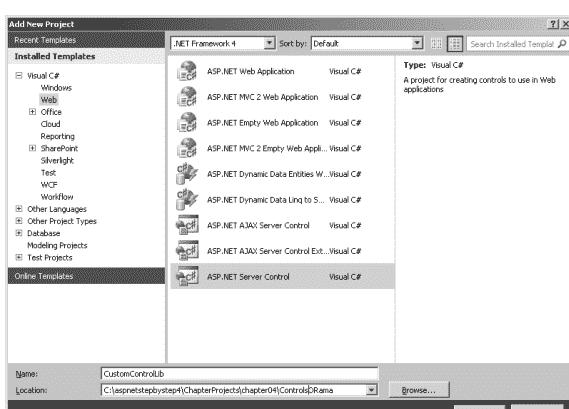 Add New Project
Recent Templates
.NET Framework 4
Sort by: Default
Search Installed Templat
Installed Templates
Visual C#
Windows
Web
Office
Cloud
Reporting
SharePoint
Silverlight
Test
WCF
Workflow
Other Languages
Other Project Types
Database
Modeling Projects
Test Projects
Online Templates
ASP.NET Web Application Visual C#
ASP.NET MVC 2 Web Application Visual C#
ASP.NET Empty Web Application Visual C#
ASP.NET MVC 2 Empty Web Appli... Visual C#
ASP.NET Dynamic Data Entities W...Visual C#
ASP.NET Dynamic Data Linq to S... Visual C#
ASP.NET AJAX Server Control Visual C#
ASP.NET AJAX Server Control Ext...Visual C#
ASP.NET Server Control Visual C#
Type: Visual C#
A project for creating controls to use in Web
applications
Name: CustomControlLib
Location: C:\aspnetstepbystep4\ChapterProjects\chapter04\ControlsORama
Browse...